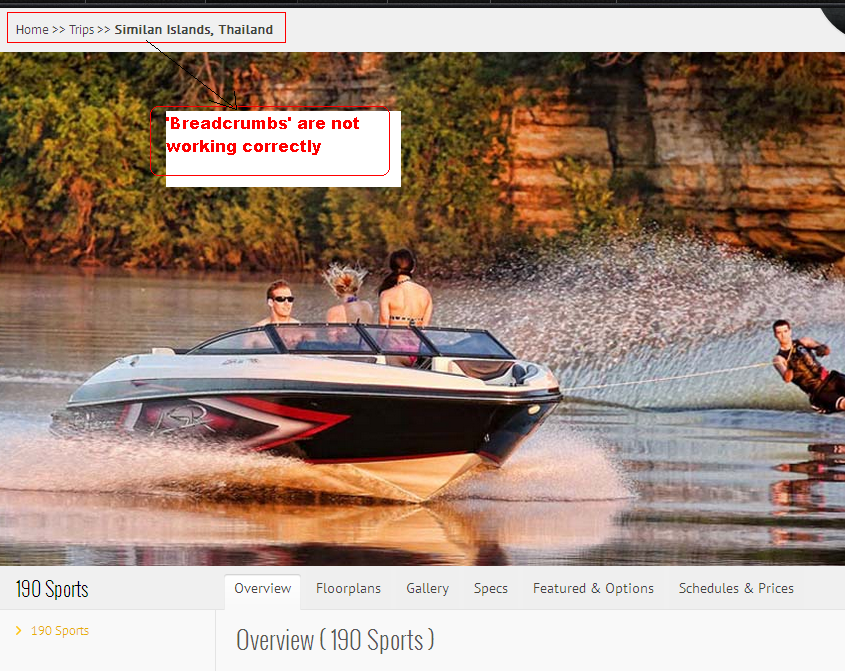 Home >> Trips >> Similan Islands, Thailand
'Breadcrumbs' are not
working correctly
190 Sports
Overview Floorplans Gallery Specs Featured & Options Schedules & Prices
190 Sports
Overview ( 190 Sports )